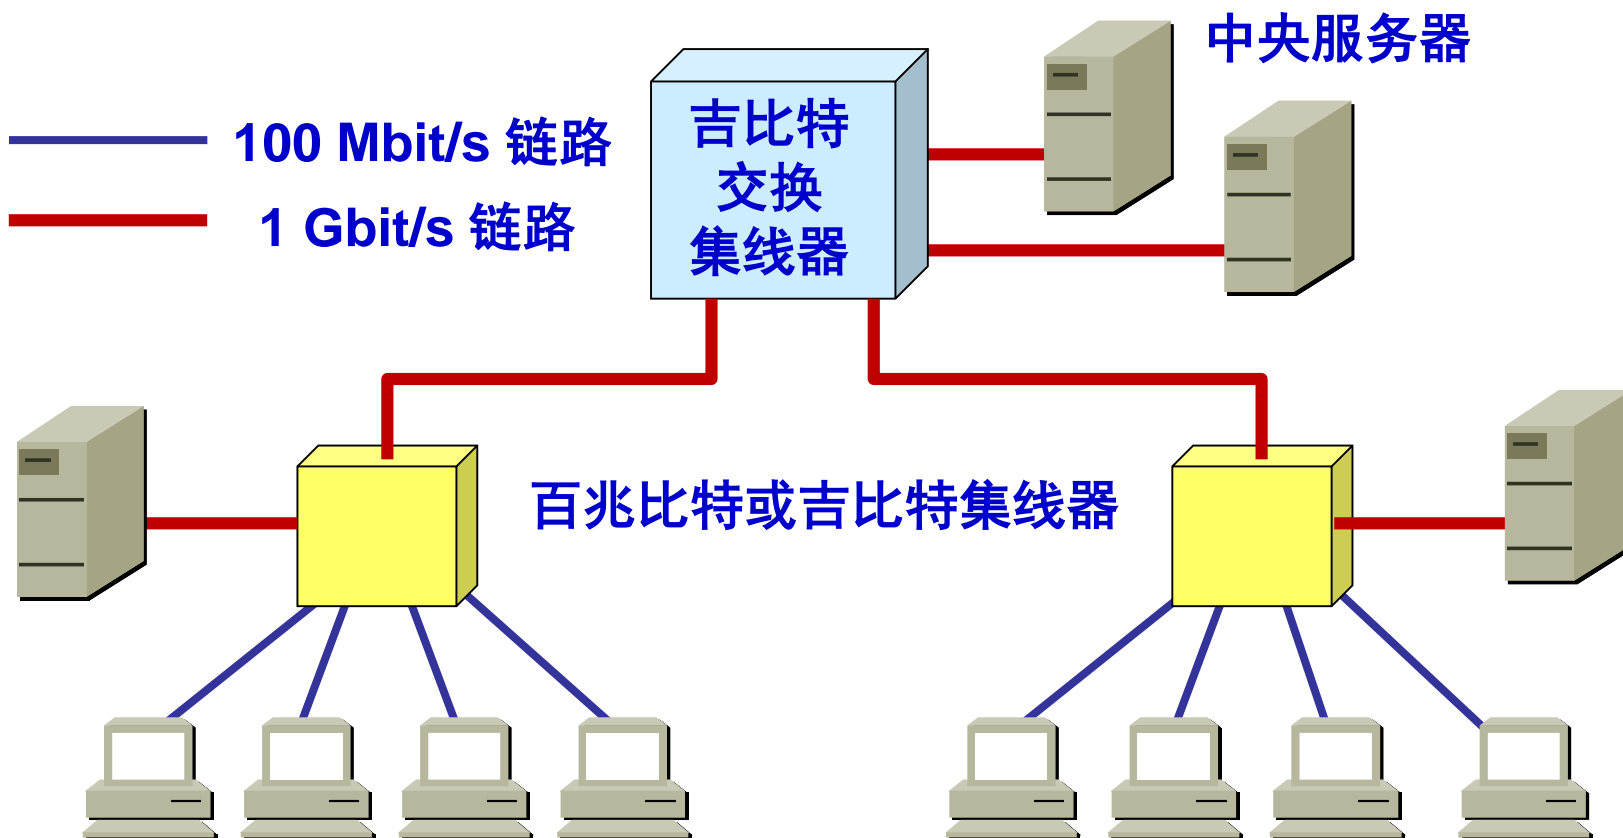 中央服务器
吉比特
交换
集线器
100 Mbit/s 链路
1 Gbit/s 链路
百兆比特或吉比特集线器